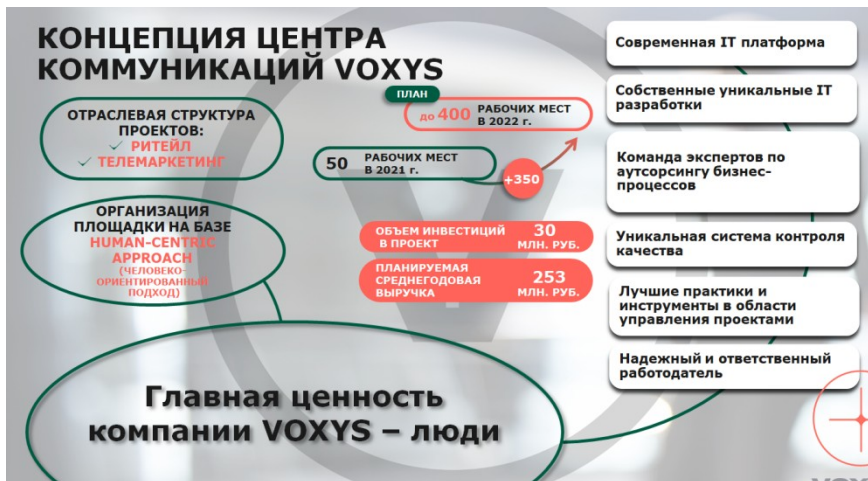 КОНЦЕПЦИЯ ЦЕНТРА
КОММУНИКАЦИЙ VOXYS
ОТРАСЛЕВАЯ СТРУКТУРА
ПРОЕКТОВ:
✓ РИТЕЙЛ
✓ ТЕЛЕМАРКЕТИНГ
ОРГАНИЗАЦИЯ
ПЛОЩАДКИ НА БАЗЕ
HUMAN-CENTRIC
APPROACH
(ЧЕЛОВЕКО-
ОРИЕНТИРОВАННЫЙ
ПОДХОД)
ПЛАН
до 400 РАБОЧИХ МЕСТ
В 2022 г.
50 РАБОЧИХ МЕСТ
В 2021 г.
+350
ОБЪЕМ ИНВЕСТИЦИЙ 30
В ПРОЕКТ МЛН. РУБ.
ПЛАНИРУЕМАЯ
СРЕДНЕГОДОВАЯ 253
ВЫРУЧКА МЛН. РУБ.
Современная IT платформа
Собственные уникальные IT
разработки
Команда экспертов по
аутсорсингу бизнес-
процессов
Уникальная система контроля
качества
Лучшие практики и
инструменты в области
управления проектами
Надежный и ответственный
работодатель
Главная ценность
компании VOXYS – люди